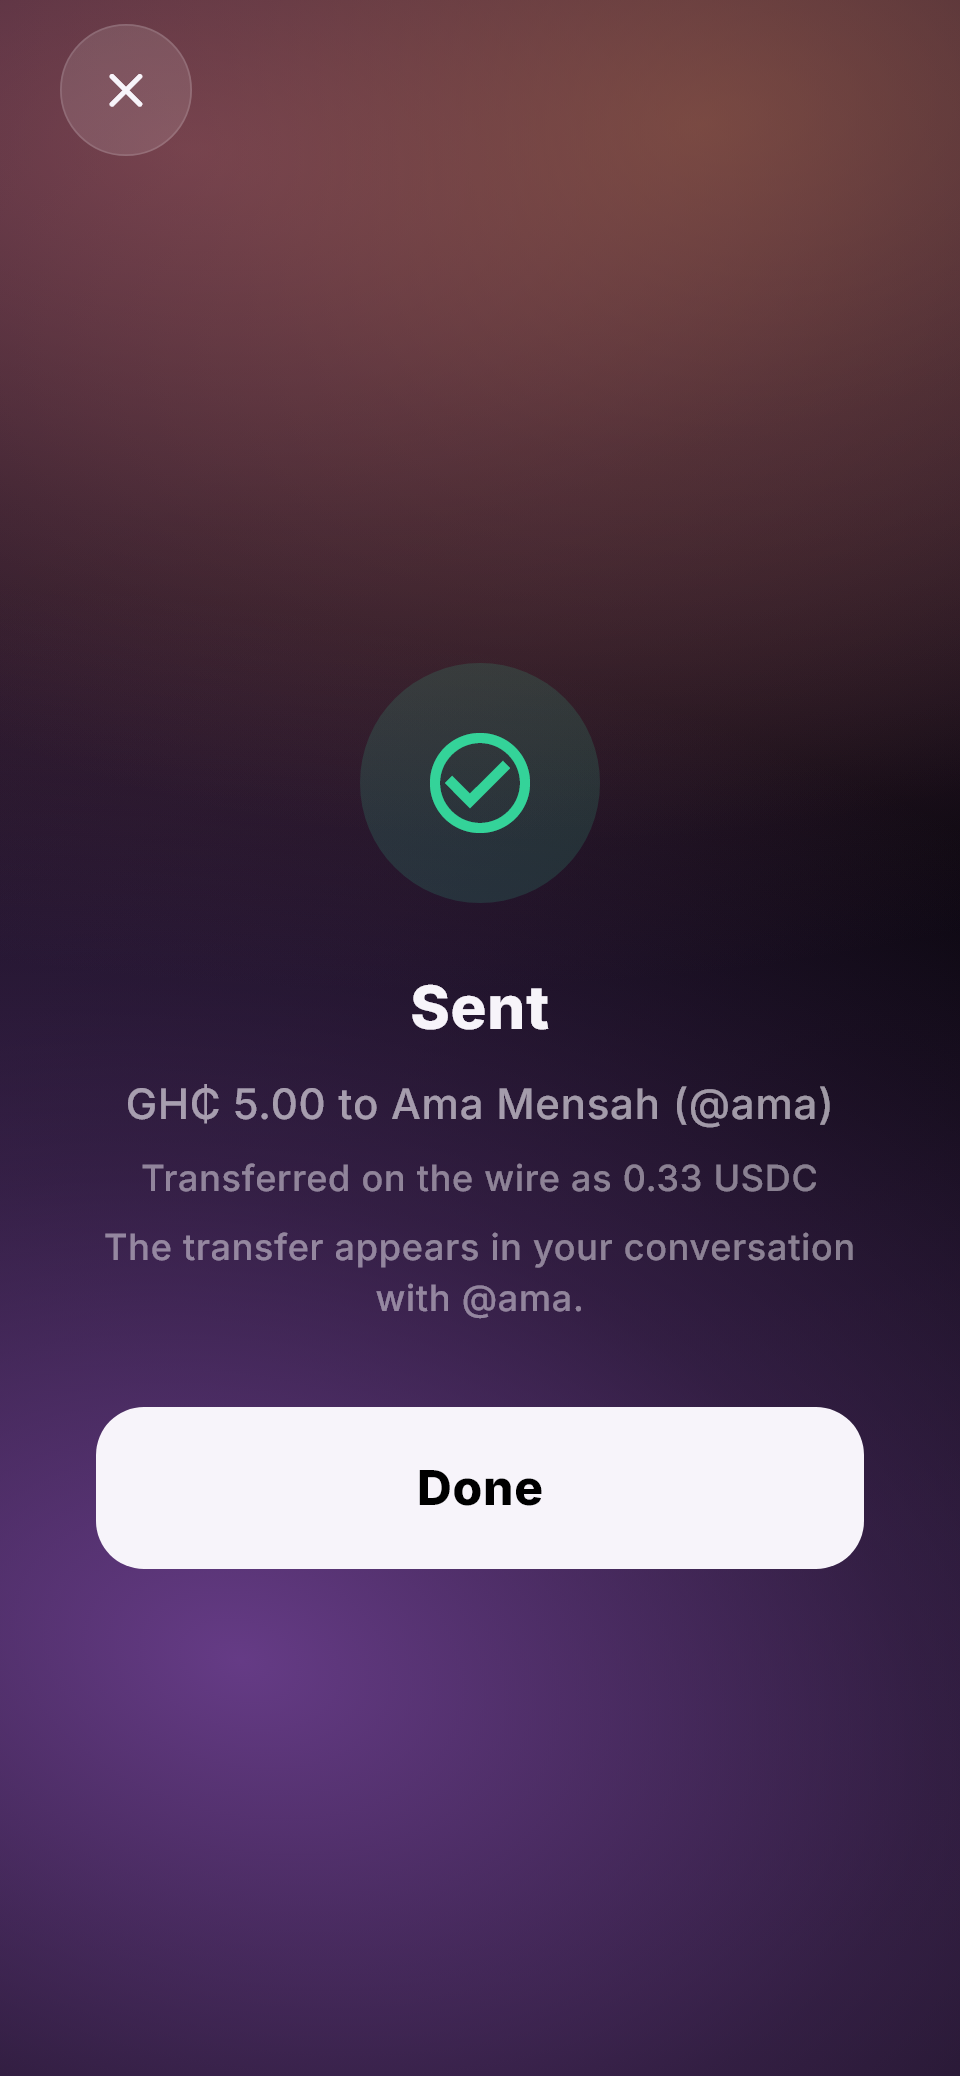 Sent
GH₵ 5.00 to Ama Mensah (@ama)
Transferred on the wire as 0.33 USDC
The transfer appears in your conversation
with @ama.
Done